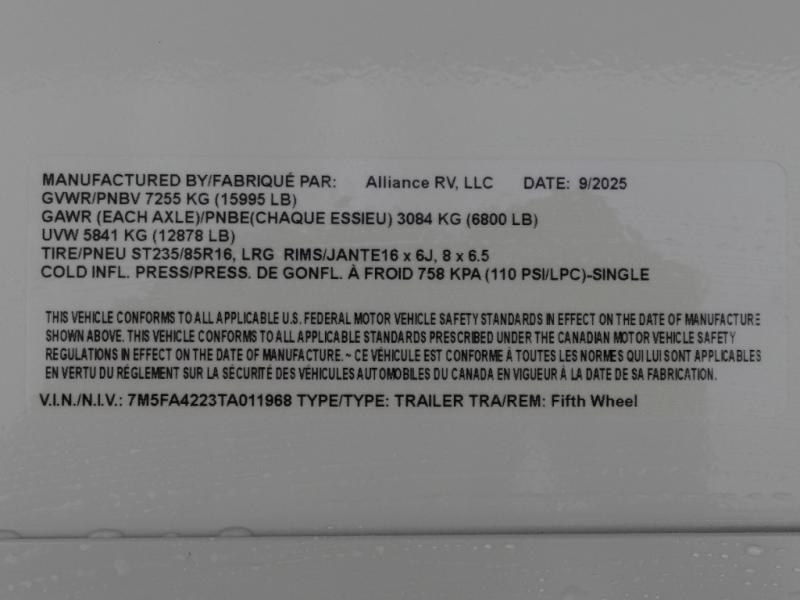 MANUFACTURED BY/FABRIQUÉ PAR: Alliance RV, LLC DATE: 9/2025
GVWR/PNBV 7255 KG (15995 LB)
GAWR (EACH AXLE)/PNBE(CHAQUE ESSIEU) 3084 KG (6800 LB)
UVW 5841 KG (12878 LB)
TIRE/PNEU ST235/85R16, LRG RIMS/JANTE16 x 6J, 8 x 6.5
COLD INFL. PRESS/PRESS. DE GONFL. À FROID 758 KPA (110 PSI/LPC)-SINGLE
THIS VEHICLE CONFORMS TO ALL APPLICABLE U.S. FEDERAL MOTOR VEHICLE SAFETY STANDARDS IN EFFECT ON THE DATE OF MANUFACTURE
SHOWN ABOVE. THIS VEHICLE CONFORMS TO ALL APPLICABLE STANDARDS PRESCRIBED UNDER THE CANADIAN MOTOR VEHICLE SAFETY
REGULATIONS IN EFFECT ON THE DATE OF MANUFACTURE. ~ CE VÉHICULE EST CONFORME À TOUTES LES NORMES QUI LUI SONT APPLICABLES
EN VERTU DU RÉGLEMENT SUR LA SÉCURITÉ DES VÉHICULES AUTOMOBILES DU CANADA EN VIGUEUR À LA DATE DE SA FABRICATION.
V.I.N./N.I.V.: 7M5FA4223TA011968 TYPE/TYPE: TRAILER TRA/REM: Fifth Wheel